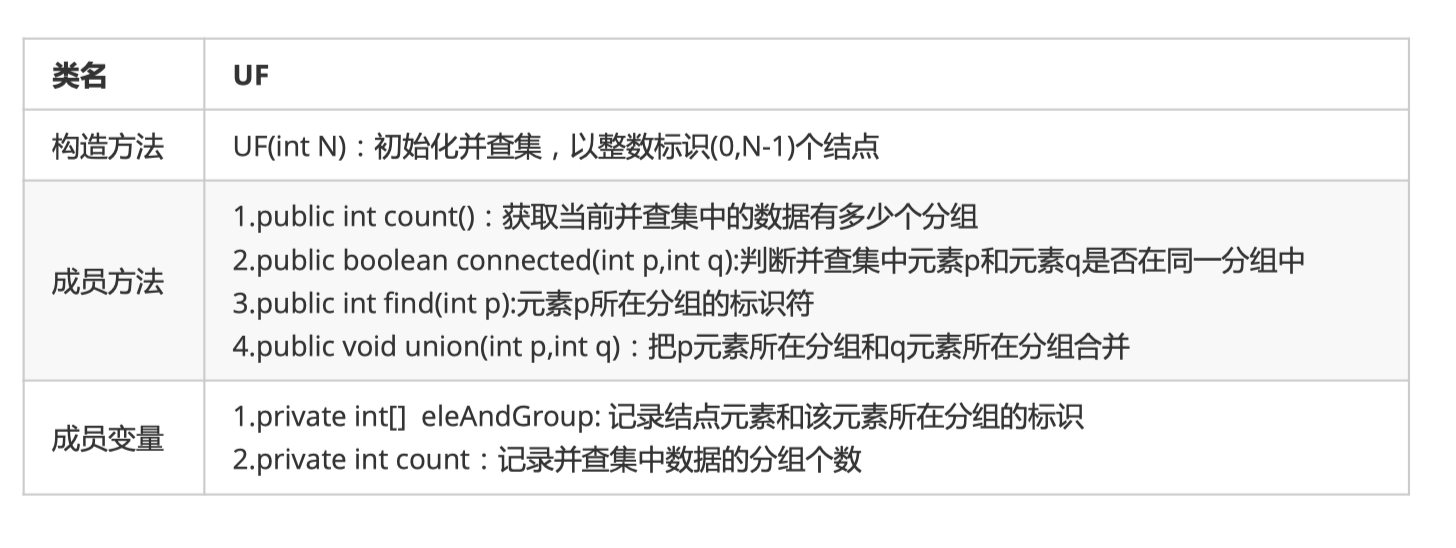 类名
UF
构造方法
UF(int N)：初始化并查集，以整数标识(0,N-1)个结点
成员方法
1.public int count()：获取当前并查集中的数据有多少个分组
2.public boolean connected(int p,int q):判断并查集中元素p和元素q是否在同一分组中
3.public int find(int p):元素p所在分组的标识符
4.public void union(int p,int q)：把p元素所在分组和q元素所在分组合并
成员变量
1.private int[]  eleAndGroup: 记录结点元素和该元素所在分组的标识
2.private int count：记录并查集中数据的分组个数